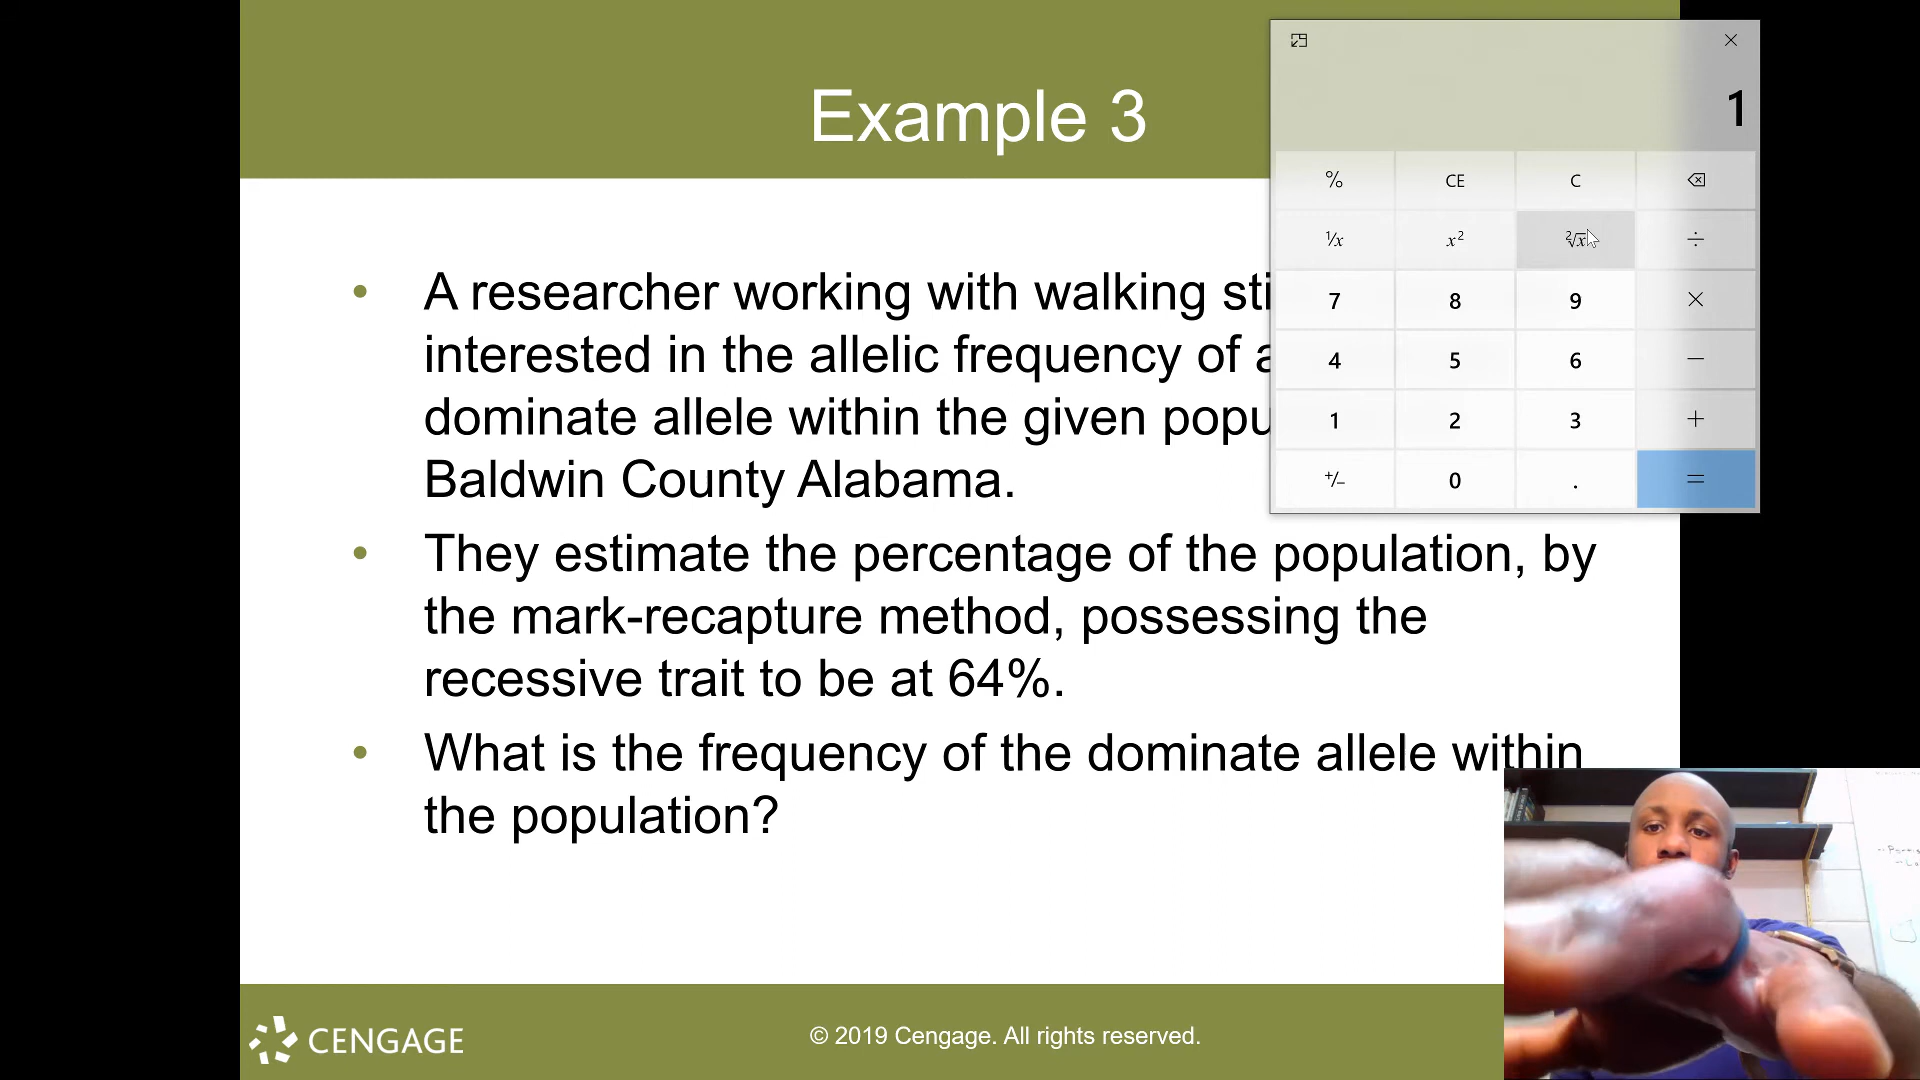 Example 3
1
% CE C
1/x x² ²√x ÷
7 8 9 ×
4 5 6 −
1 2 3 +
+/− 0 . =
• A researcher working with walking
interested in the allelic frequency of
dominate allele within the given
Baldwin County Alabama.
• They estimate the percentage of the population, by
the mark-recapture method, possessing the
recessive trait to be at 64%.
• What is the frequency of the dominate allele within
the population?
CENGAGE
© 2019 Cengage. All rights reserved.